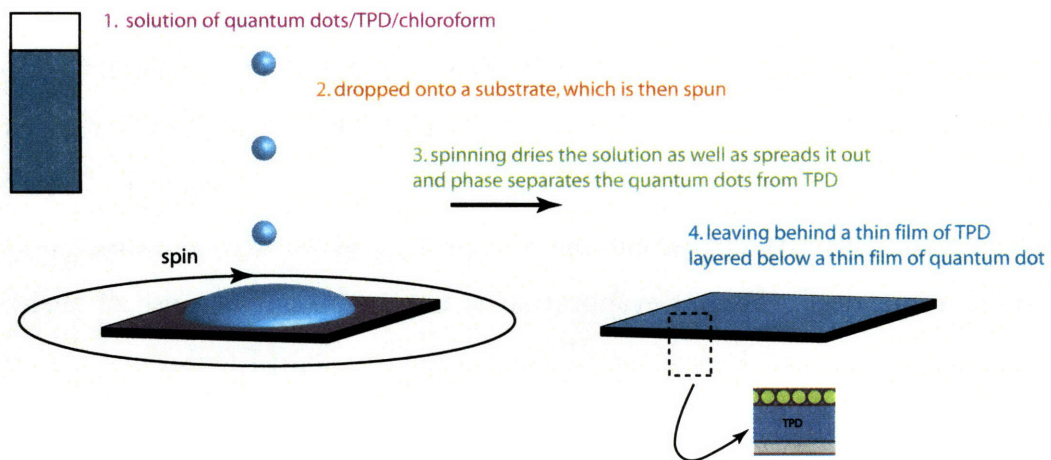 1. solution of quantum dots/TPD/chloroform
2. dropped onto a substrate, which is then spun
3. spinning dries the solution as well as spreads it out
and phase separates the quantum dots from TPD
4. leaving behind a thin film of TPD
layered below a thin film of quantum dot
spin
TPD